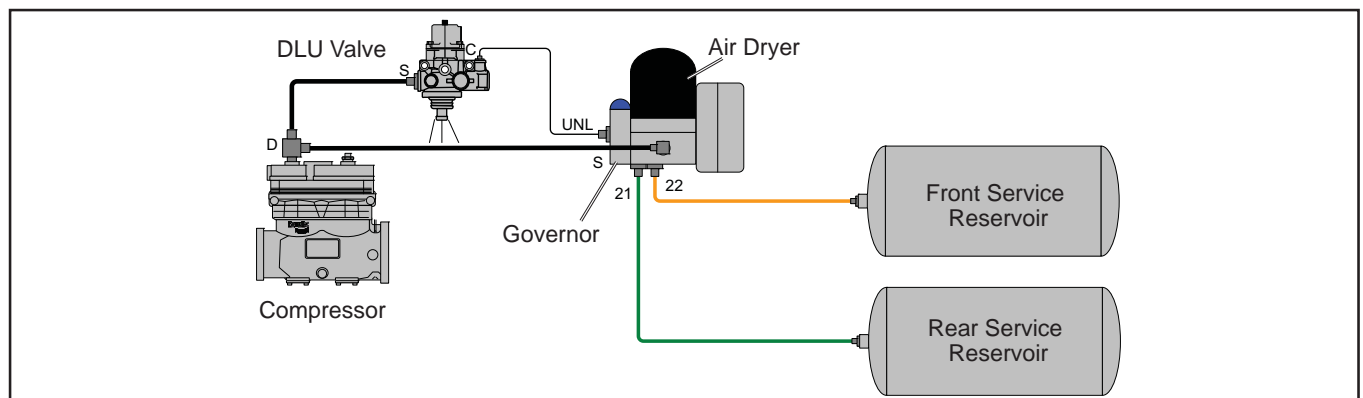 DLU Valve
C
Air Dryer
S
UNL
D
S
21
22
Front Service
Reservoir
Governor
Compressor
Rear Service
Reservoir